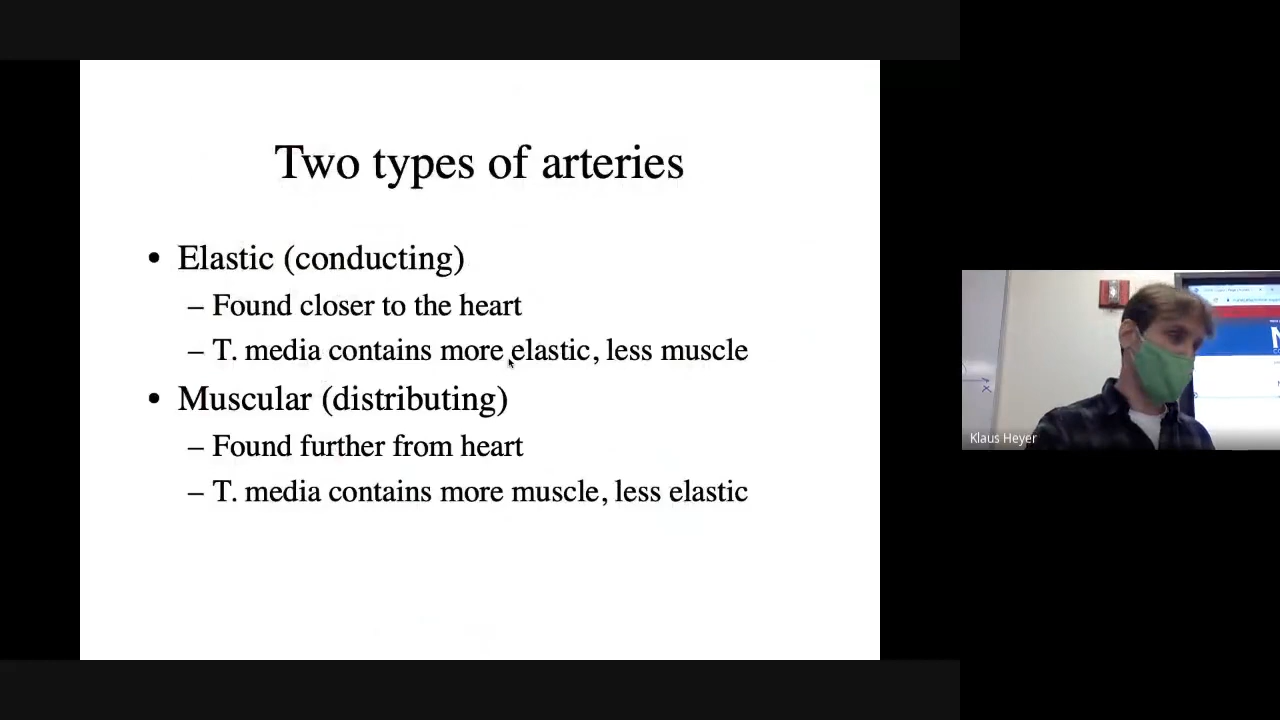 Two types of arteries
• Elastic (conducting)
– Found closer to the heart
– T. media contains more elastic, less muscle
• Muscular (distributing)
– Found further from heart
– T. media contains more muscle, less elastic
Klaus Heyer